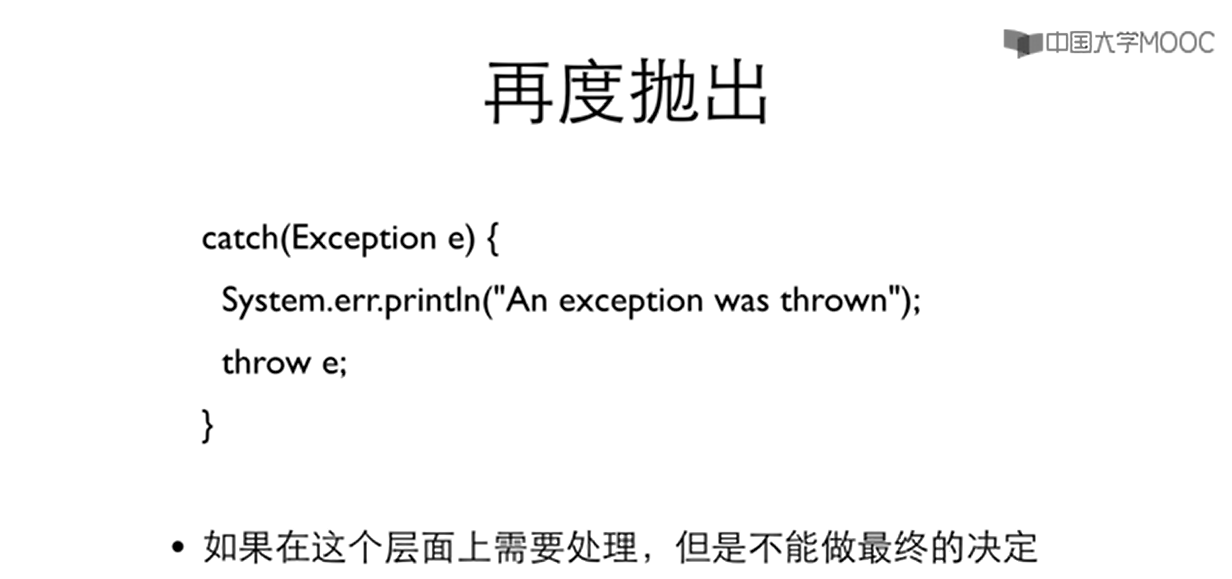 中国大学MOOC
再度抛出
catch(Exception e) {
System.err.println("An exception was thrown");
throw e;
}
• 如果在这个层面上需要处理，但是不能做最终的决定